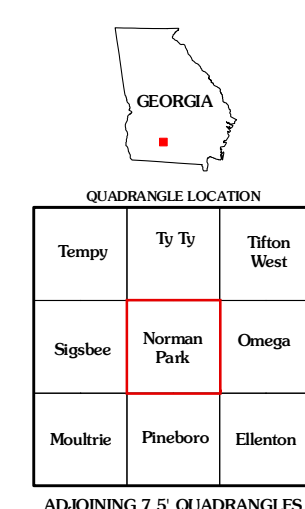 GEORGIA
QUADRANGLE LOCATION
Tempy
Ty Ty
Tifton
West
Sigsbee
Norman
Park
Omega
Moultrie
Pineboro
Ellenton
ADJOINING 7.5' QUADRANGLES